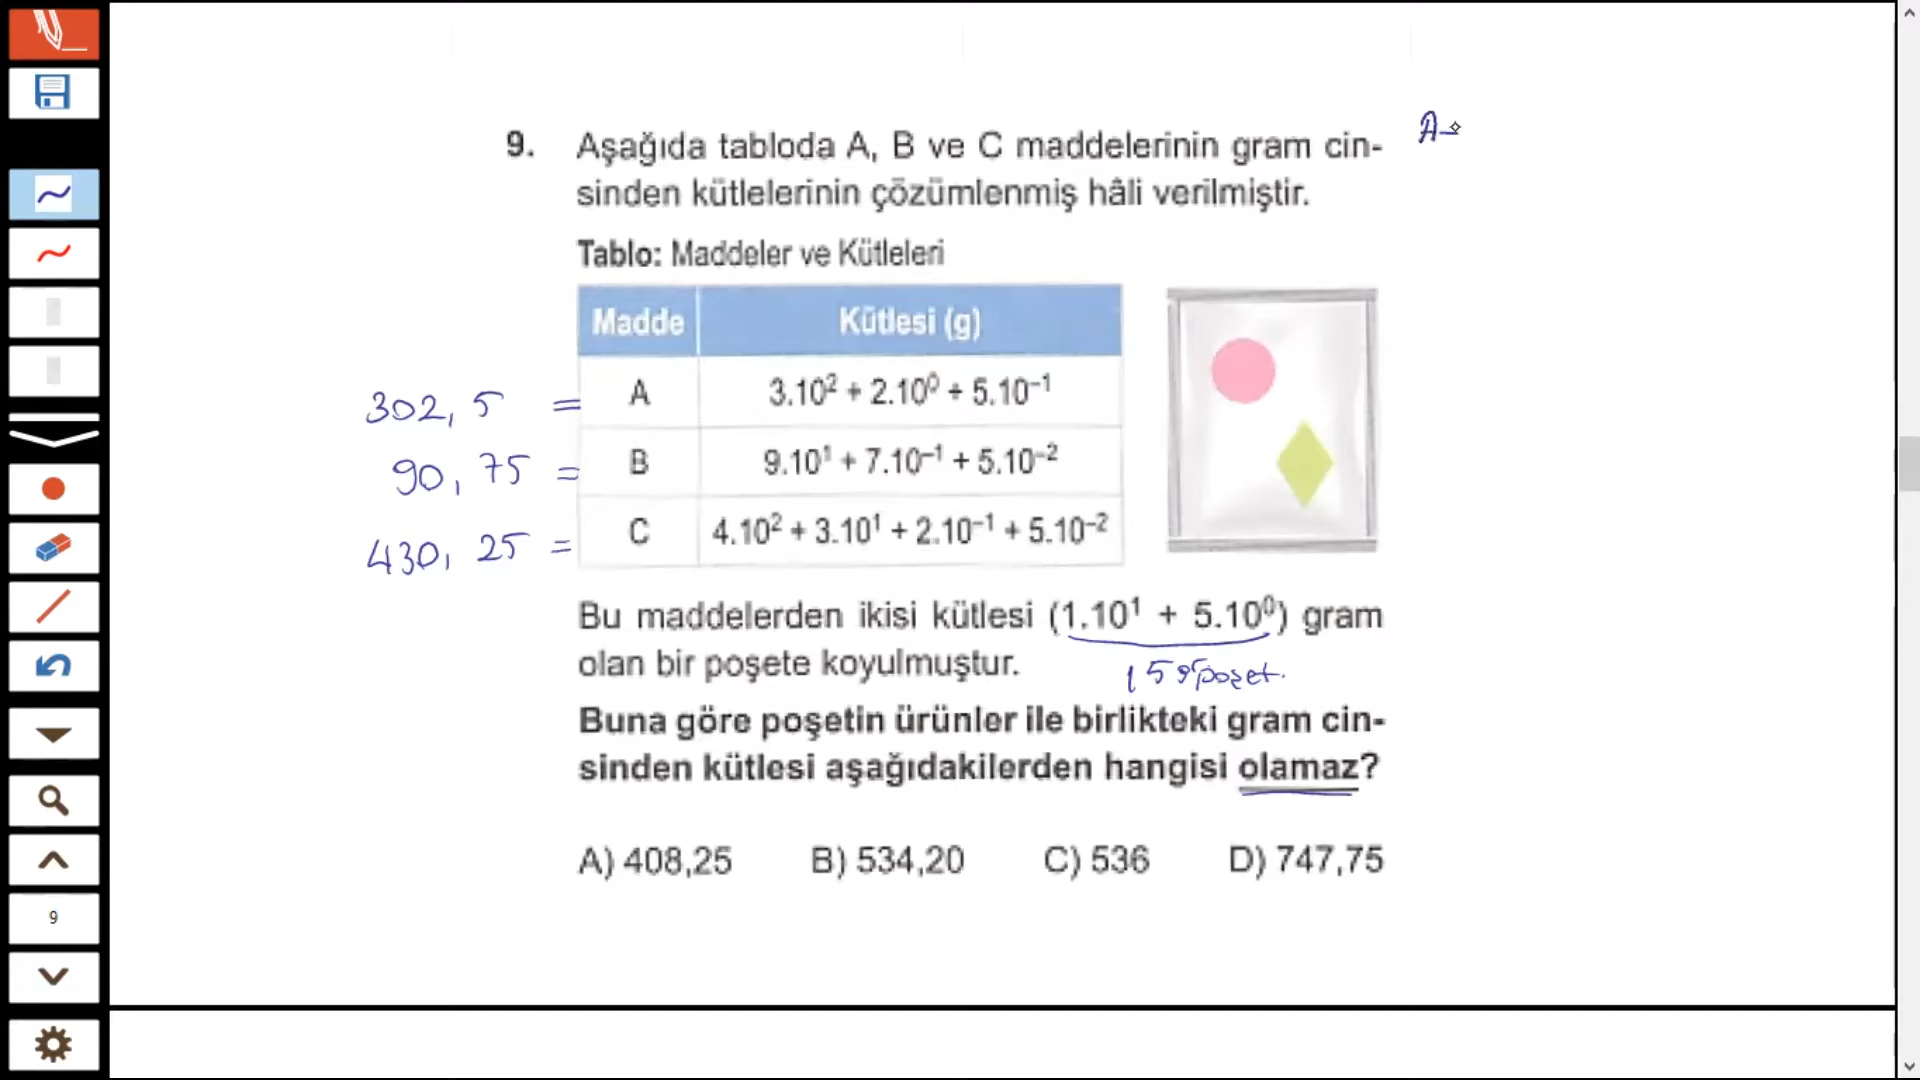 A
9. Aşağıda tabloda A, B ve C maddelerinin gram cin-
sinden kütlelerinin çözümlenmiş hâli verilmiştir.
Tablo: Maddeler ve Kütleleri
Madde Kütlesi (g)
302,5 = A 3.10² + 2.10⁰ + 5.10⁻¹
90,75 = B 9.10¹ + 7.10⁻¹ + 5.10⁻²
430,25 = C 4.10² + 3.10¹ + 2.10⁻¹ + 5.10⁻²
Bu maddelerden ikisi kütlesi (1.10¹ + 5.10⁰) gram
olan bir poşete koyulmuştur.
15 gr poşet.
Buna göre poşetin ürünler ile birlikteki gram cin-
sinden kütlesi aşağıdakilerden hangisi olamaz?
A) 408,25 B) 534,20 C) 536 D) 747,75
9